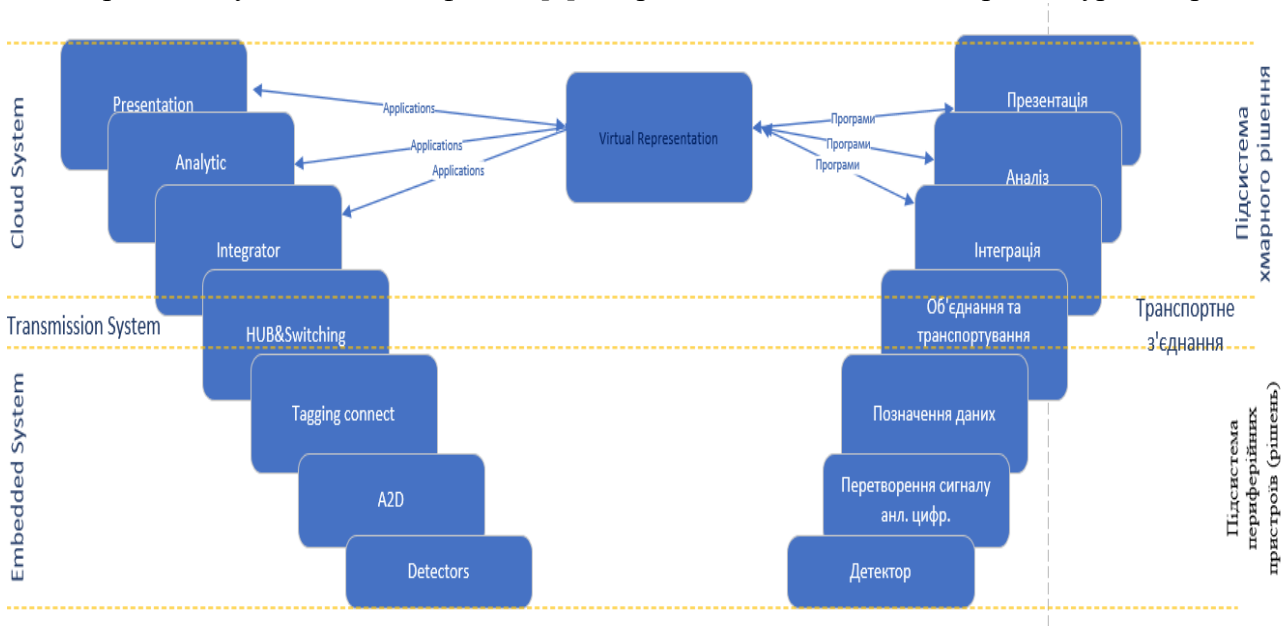 Cloud System
Transmission System
Embedded System
Presentation
Analytic
Integrator
HUB&Switching
Tagging connect
A2D
Detectors
Applications
Applications
Applications
Virtual Representation
Програми
Програми
Програми
Презентація
Аналіз
Інтеграція
Об'єднання та
транспортування
Позначення даних
Перетворення сигналу
анл. цифр.
Детектор
Підсистема
хмарного рішення
Транспортне
з'єднання
Підсистема
периферійних
пристроїв (рішень)